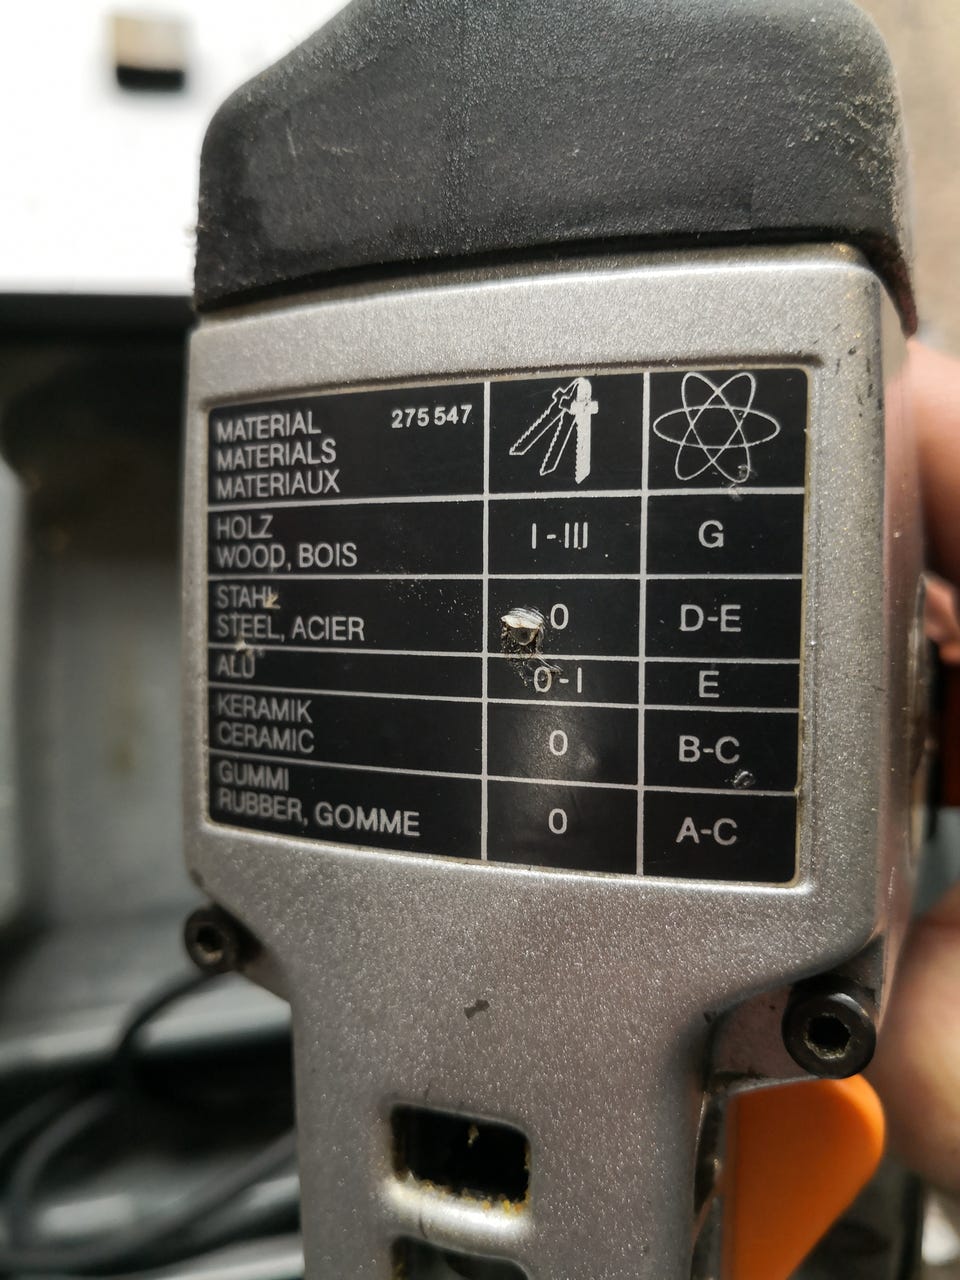 MATERIAL 275 547
MATERIALS
MATERIAUX
HOLZ
WOOD, BOIS
I - III
G
STAHL
STEEL, ACIER
0
D-E
ALU
0 - I
E
KERAMIK
CERAMIC
0
B-C
GUMMI
RUBBER, GOMME
0
A-C